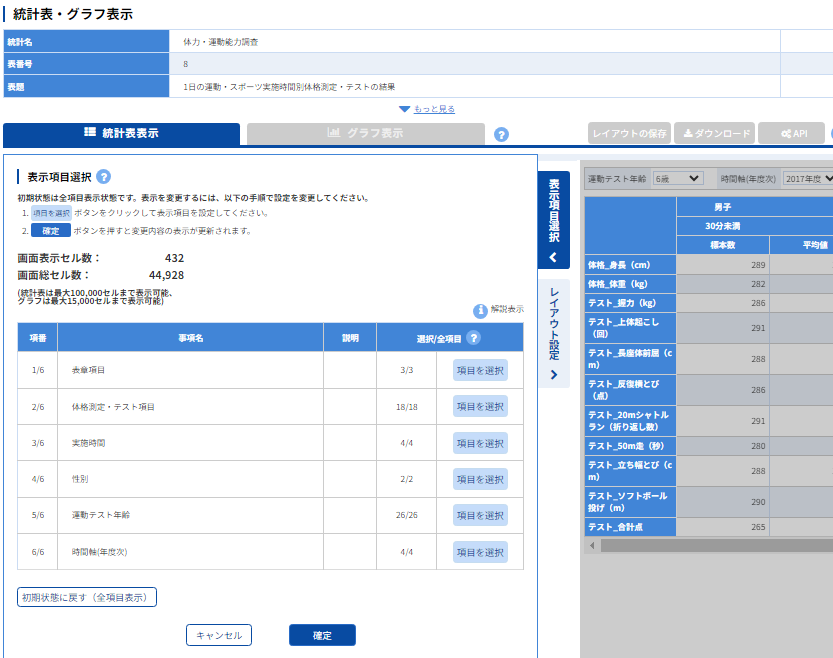 統計表・グラフ表示
統計名 体力・運動能力調査
表番号 8
表題 1日の運動・スポーツ実施時間別体格測定・テストの結果
もっと見る
統計表表示 グラフ表示 ? レイアウトの保存 ダウンロード API
表示項目選択 ?
初期状態は全項目表示状態です。表示を変更するには、以下の手順で設定を変更してください。
1. 項目を選択 ボタンをクリックして表示項目を設定してください。
2. 確定 ボタンを押すと変更内容の表示が更新されます。
画面表示セル数： 432
画面総セル数： 44,928
(統計表は最大100,000セルまで表示可能、
グラフは最大15,000セルまで表示可能)
解説表示
項番 事項名 説明 選択/全項目 ?
1/6 表章項目 3/3 項目を選択
2/6 体格測定・テスト項目 18/18 項目を選択
3/6 実施時間 4/4 項目を選択
4/6 性別 2/2 項目を選択
5/6 運動テスト年齢 26/26 項目を選択
6/6 時間軸(年度次) 4/4 項目を選択
初期状態に戻す（全項目表示）
キャンセル 確定
表示項目選択
レイアウト設定
運動テスト年齢 6歳 時間軸(年度次) 2017年度
男子
30分未満
標本数 平均値
体格_身長（cm） 289
体格_体重（kg） 282
テスト_握力（kg） 286
テスト_上体起こし
（回） 291
テスト_長座体前屈（c
m） 288
テスト_反復横とび
（点） 286
テスト_20mシャトル
ラン（折り返し数） 291
テスト_50m走（秒） 280
テスト_立ち幅とび（c
m） 288
テスト_ソフトボール
投げ（m） 290
テスト_合計点 265